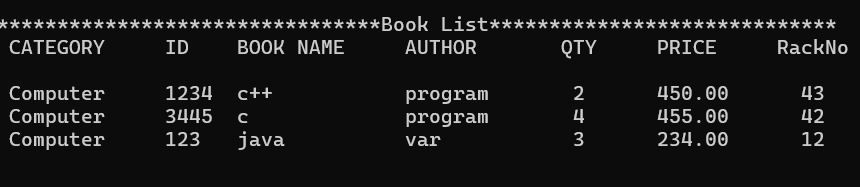 ********************************Book List*****************************
CATEGORY ID BOOK NAME AUTHOR QTY PRICE RackNo
Computer 1234 c++ program 2 450.00 43
Computer 3445 c program 4 455.00 42
Computer 123 java var 3 234.00 12